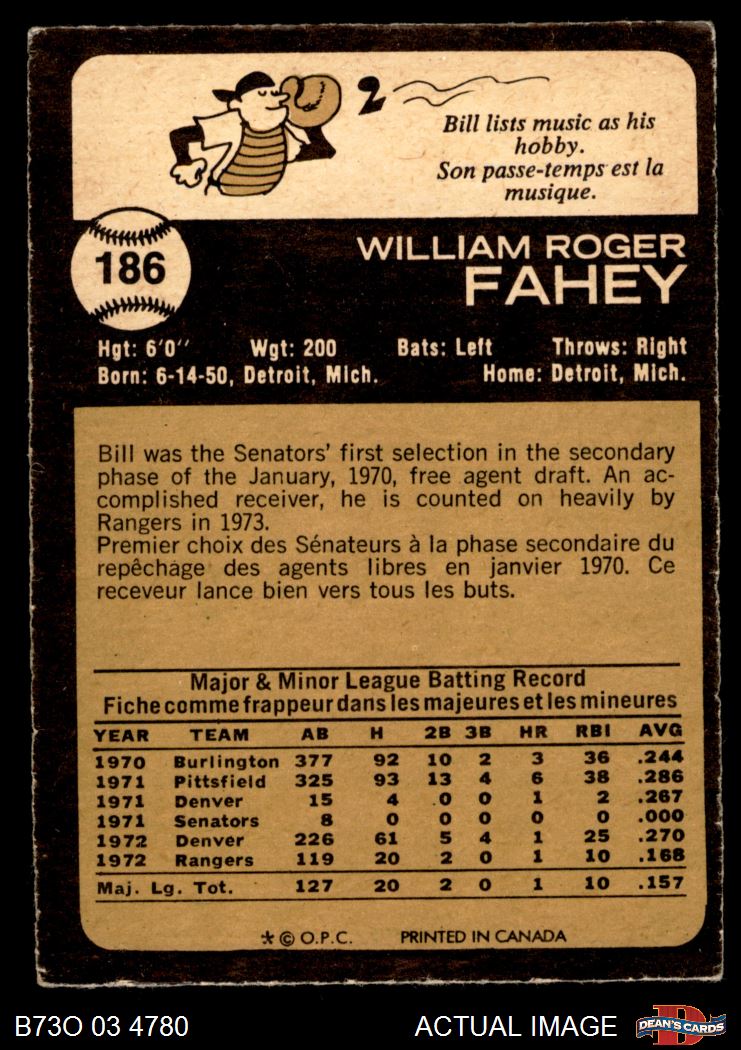 2
Bill lists music as his
hobby.
Son passe-temps est la
musique.
186
WILLIAM ROGER
FAHEY
Hgt: 6'0'' Wgt: 200 Bats: Left Throws: Right
Born: 6-14-50, Detroit, Mich. Home: Detroit, Mich.
Bill was the Senators' first selection in the secondary
phase of the January, 1970, free agent draft. An ac-
complished receiver, he is counted on heavily by
Rangers in 1973.
Premier choix des Sénateurs à la phase secondaire du
repêchage des agents libres en janvier 1970. Ce
receveur lance bien vers tous les buts.
Major & Minor League Batting Record
Fiche comme frappeur dans les majeures et les mineures
YEAR TEAM AB H 2B 3B HR RBI AVG
1970 Burlington 377 92 10 2 3 36 .244
1971 Pittsfield 325 93 13 4 6 38 .286
1971 Denver 15 4 0 0 1 2 .267
1971 Senators 8 0 0 0 0 0 .000
1972 Denver 226 61 5 4 1 25 .270
1972 Rangers 119 20 2 0 1 10 .168
Maj. Lg. Tot. 127 20 2 0 1 10 .157
* © O.P.C. PRINTED IN CANADA
B73O 03 4780 ACTUAL IMAGE D DEAN'S CARDS